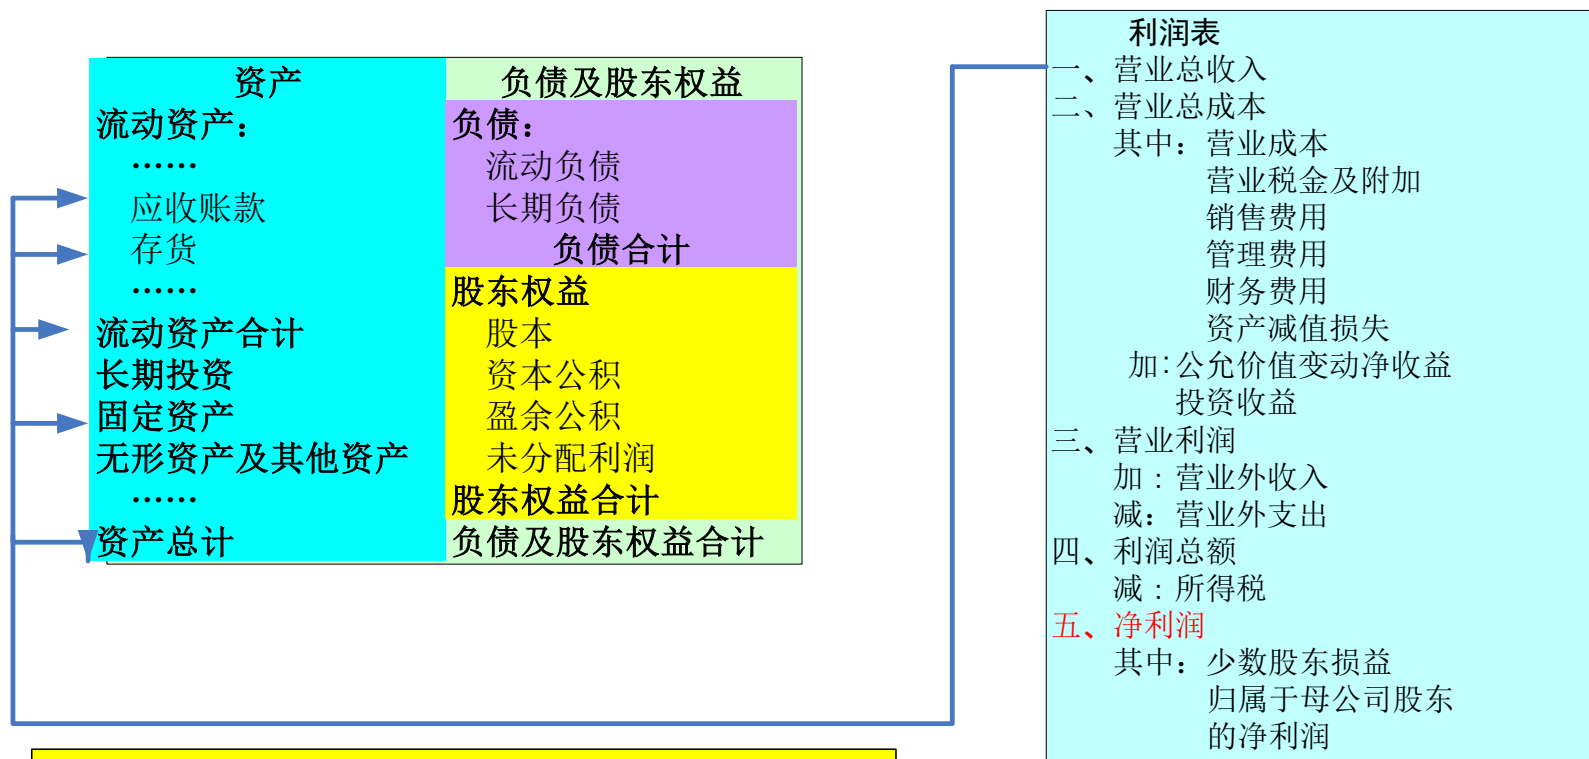 资产
流动资产：
……
应收账款
存货
……
流动资产合计
长期投资
固定资产
无形资产及其他资产
……
资产总计
负债及股东权益
负债：
流动负债
长期负债
负债合计
股东权益
股本
资本公积
盈余公积
未分配利润
股东权益合计
负债及股东权益合计
利润表
一、营业总收入
二、营业总成本
其中：营业成本
营业税金及附加
销售费用
管理费用
财务费用
资产减值损失
加:公允价值变动净收益
投资收益
三、营业利润
加：营业外收入
减：营业外支出
四、利润总额
减：所得税
五、净利润
其中：少数股东损益
归属于母公司股东
的净利润